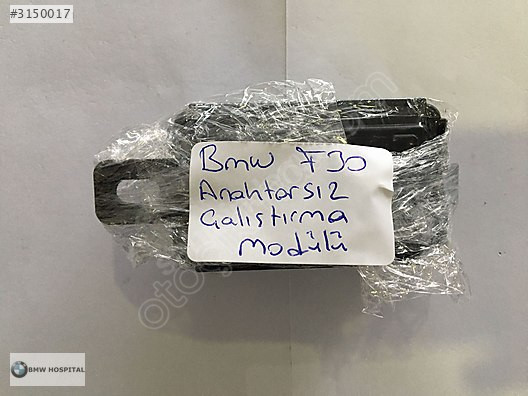 #3150017
Bmw F30
Anahtarsız
Çalıştırma
modülü
BMW HOSPITAL